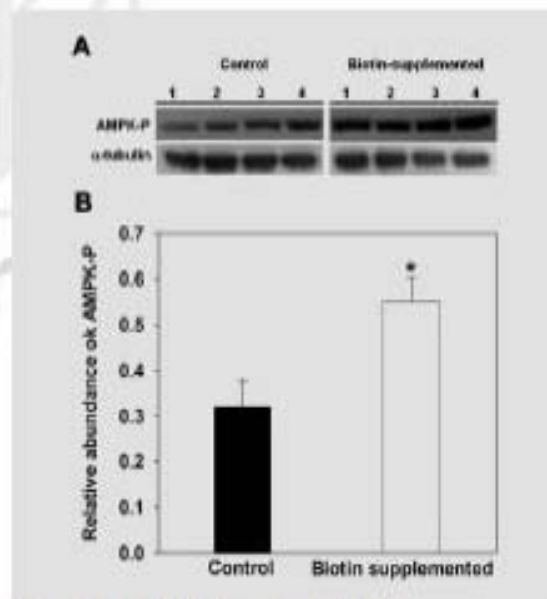 A
Control Biotin-supplemented
1 2 3 4 1 2 3 4
AMPK-P
α-tubulin
B
Relative abundance ok AMPK-P
0.7
0.6
*
0.5
0.4
0.3
0.2
0.1
0.0
Control Biotin supplemented